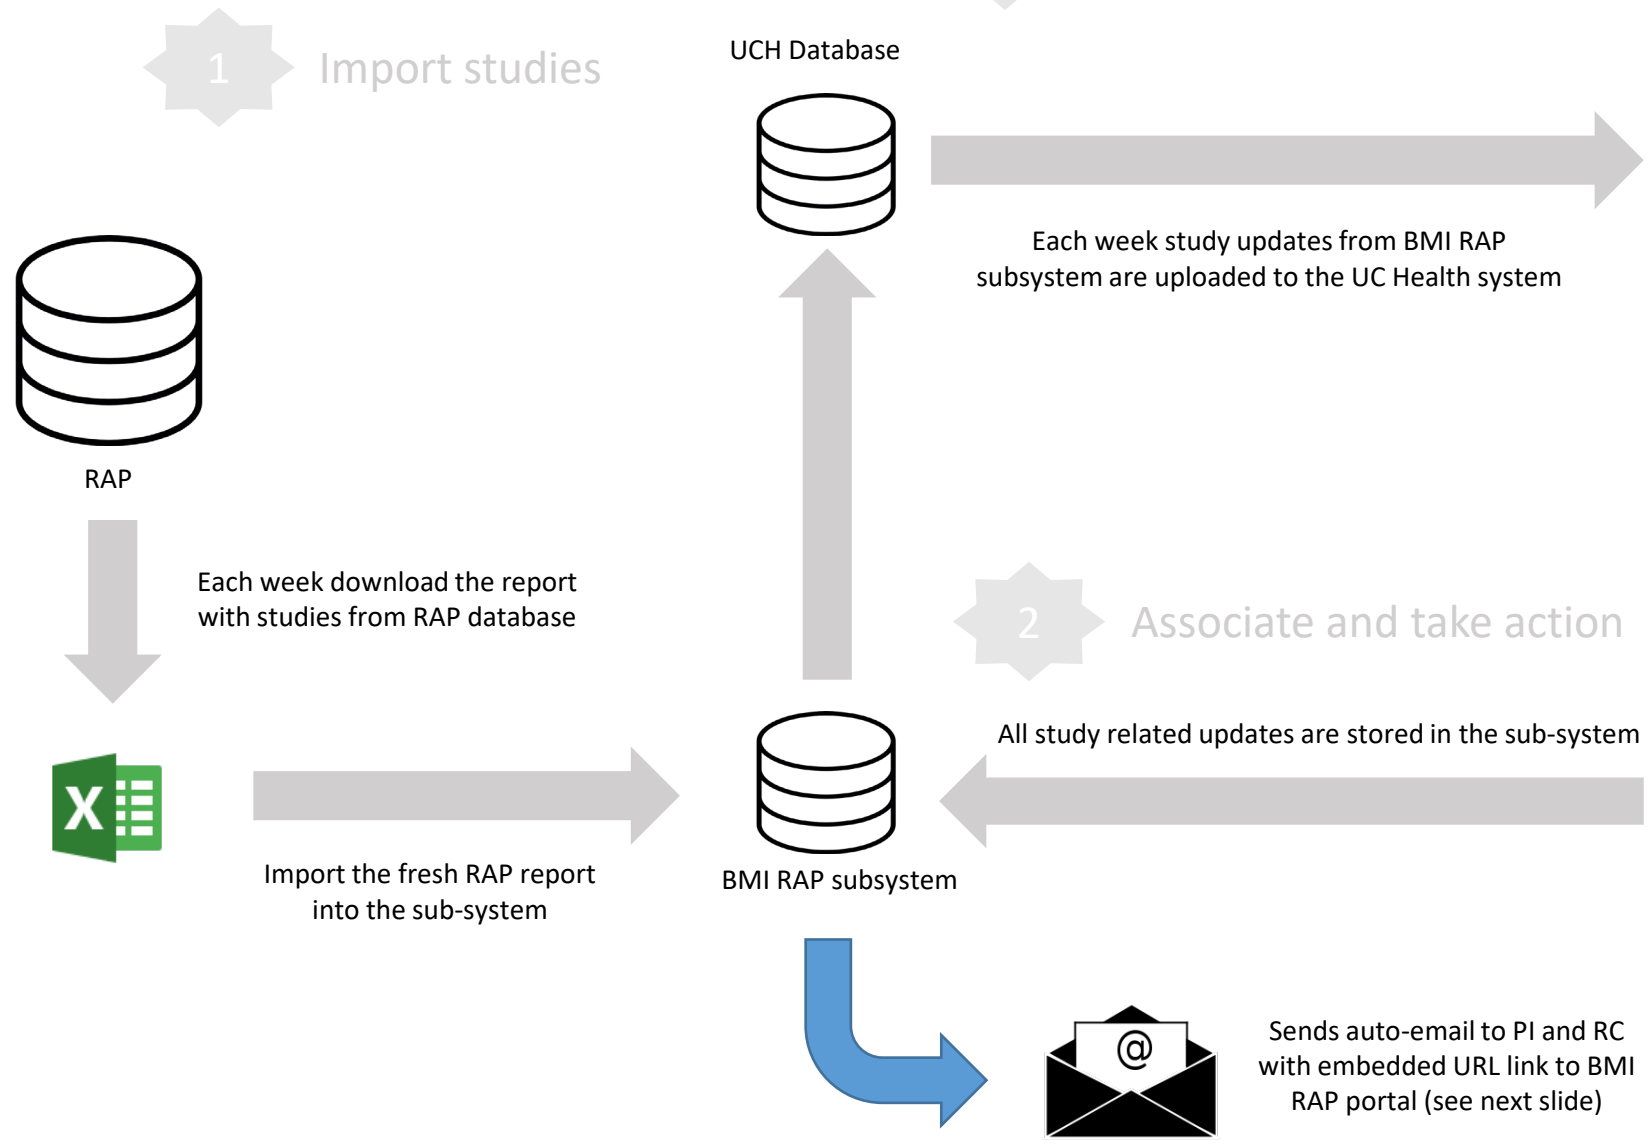 1
Import studies
UCH Database
Each week study updates from BMI RAP
subsystem are uploaded to the UC Health system
RAP
Each week download the report
with studies from RAP database
2
Associate and take action
All study related updates are stored in the sub-system
X
Import the fresh RAP report
into the sub-system
BMI RAP subsystem
@
Sends auto-email to PI and RC
with embedded URL link to BMI
RAP portal (see next slide)